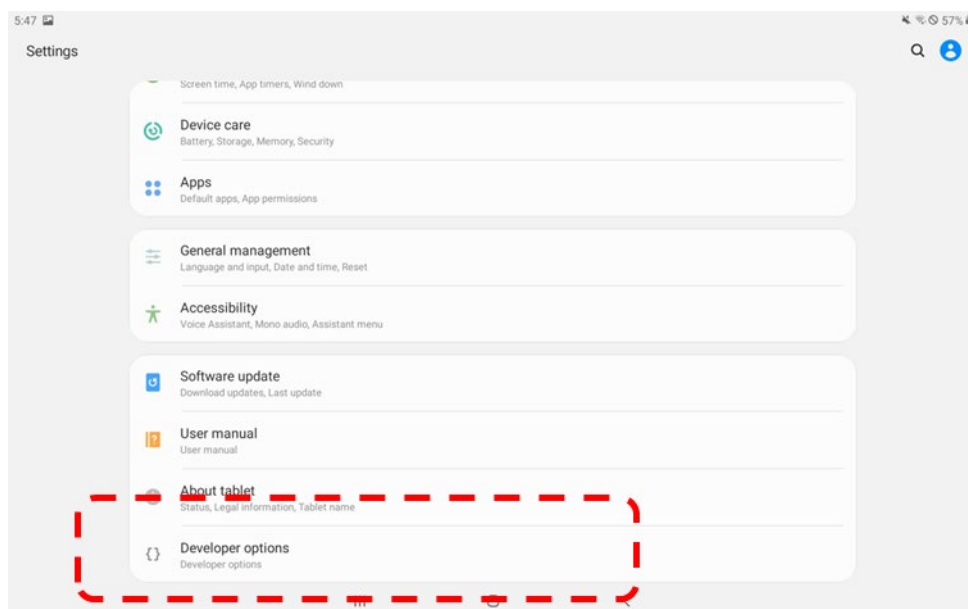 5:47
57%
Settings
Screen time, App timers, Wind down
Device care
Battery, Storage, Memory, Security
Apps
Default apps, App permissions
General management
Language and input, Date and time, Reset
Accessibility
Voice Assistant, Mono audio, Assistant menu
Software update
Download updates, Last update
User manual
User manual
About tablet
Status, Legal information, Tablet name
Developer options
Developer options